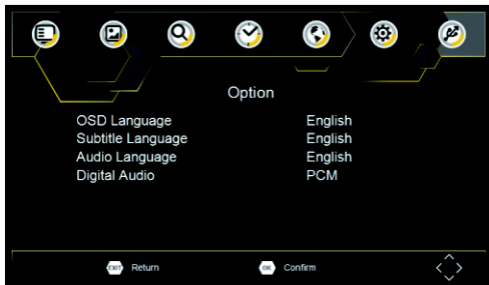 Option
OSD Language English
Subtitle Language English
Audio Language English
Digital Audio PCM
EXIT Return OK Confirm